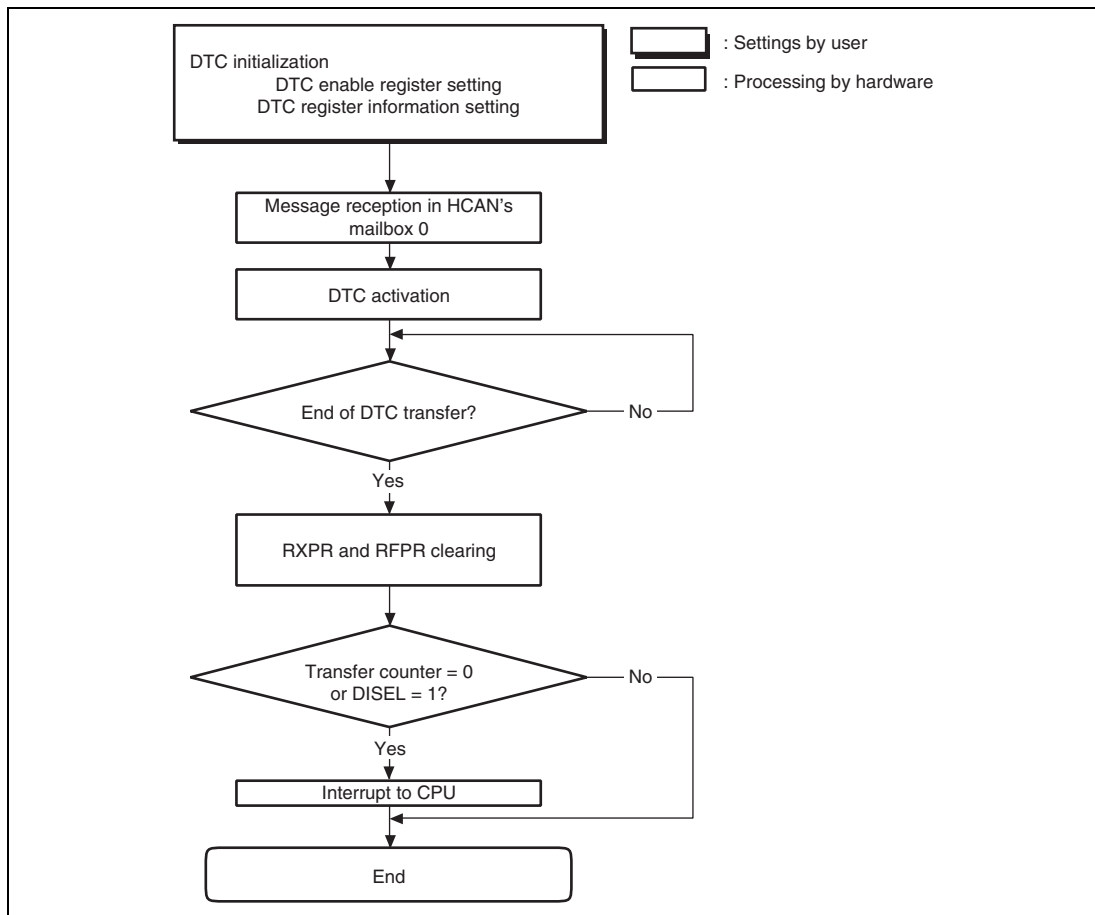 DTC initialization
DTC enable register setting
DTC register information setting
: Settings by user
: Processing by hardware
Message reception in HCAN's
mailbox 0
DTC activation
End of DTC transfer?
No
Yes
RXPR and RFPR clearing
Transfer counter = 0
or DISEL = 1?
No
Yes
Interrupt to CPU
End